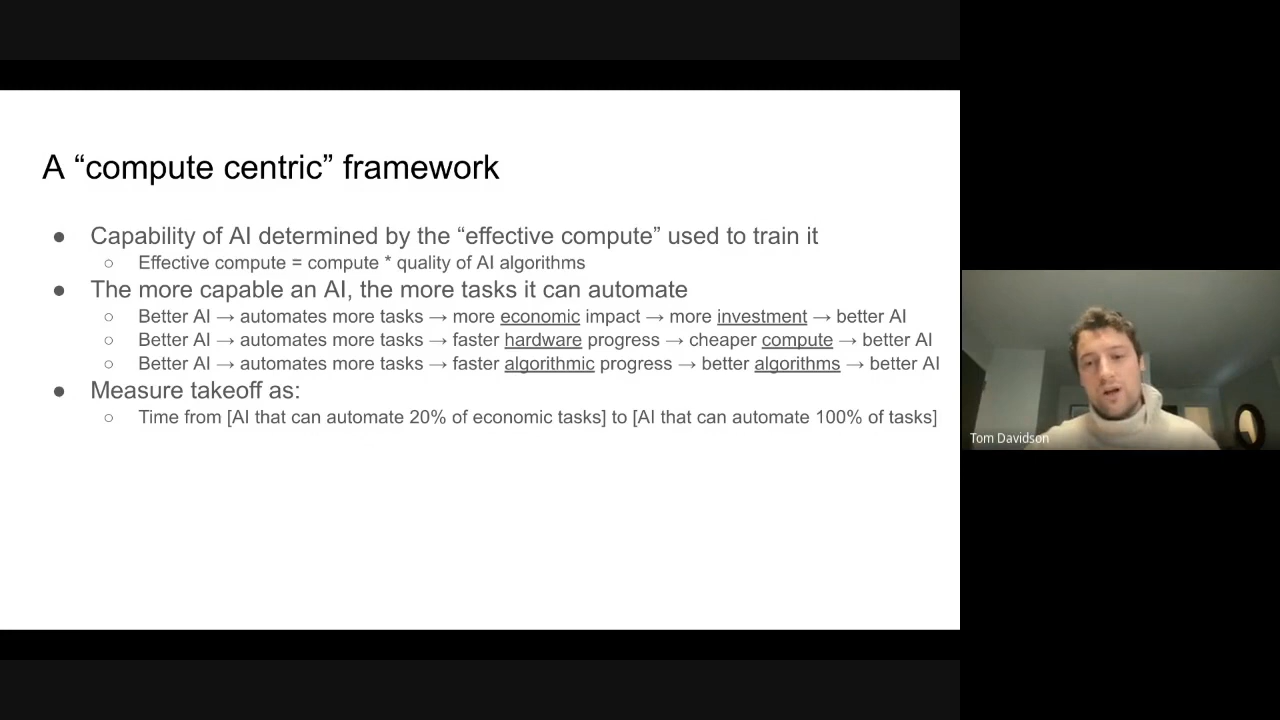 A “compute centric” framework
● Capability of AI determined by the “effective compute” used to train it
○ Effective compute = compute * quality of AI algorithms
● The more capable an AI, the more tasks it can automate
○ Better AI → automates more tasks → more economic impact → more investment → better AI
○ Better AI → automates more tasks → faster hardware progress → cheaper compute → better AI
○ Better AI → automates more tasks → faster algorithmic progress → better algorithms → better AI
● Measure takeoff as:
○ Time from [AI that can automate 20% of economic tasks] to [AI that can automate 100% of tasks]
Tom Davidson